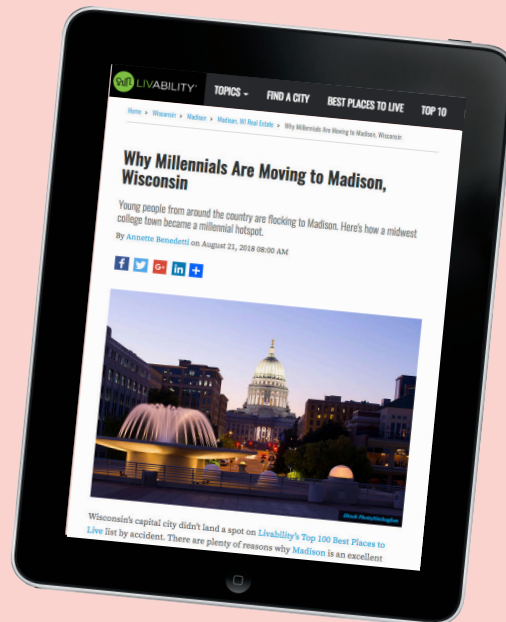 LIVABILITY
TOPICS
FIND A CITY
BEST PLACES TO LIVE
TOP 10
Home > Wisconsin > Madison > Madison, WI Real Estate > Why Millennials Are Moving to Madison, Wisconsin
Why Millennials Are Moving to Madison,
Wisconsin
Young people from around the country are flocking to Madison. Here's how a midwest
college town became a millennial hotspot.
By Annette Benedetti on August 21, 2018 08:00 AM
f G+ in +
Wisconsin's capital city didn't land a spot on Livability's Top 100 Best Places to
Live list by accident. There are plenty of reasons why Madison is an excellent